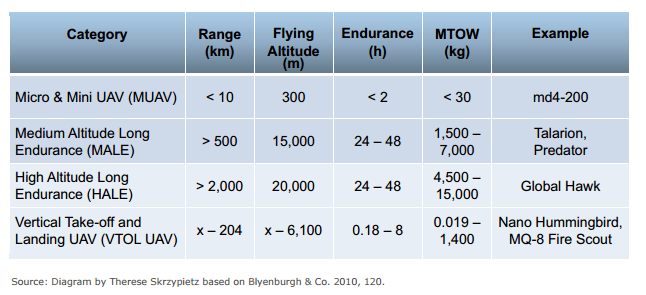 Category Range (km) Flying Altitude (m) Endurance (h) MTOW (kg) Example
Micro & Mini UAV (MUAV) < 10 300 < 2 < 30 md4-200
Medium Altitude Long Endurance (MALE) > 500 15,000 24 – 48 1,500 – 7,000 Talarion, Predator
High Altitude Long Endurance (HALE) > 2,000 20,000 24 – 48 4,500 – 15,000 Global Hawk
Vertical Take-off and Landing UAV (VTOL UAV) x – 204 x – 6,100 0.18 – 8 0.019 – 1,400 Nano Hummingbird, MQ-8 Fire Scout
Source: Diagram by Therese Skrzypietz based on Blyenburgh & Co. 2010, 120.